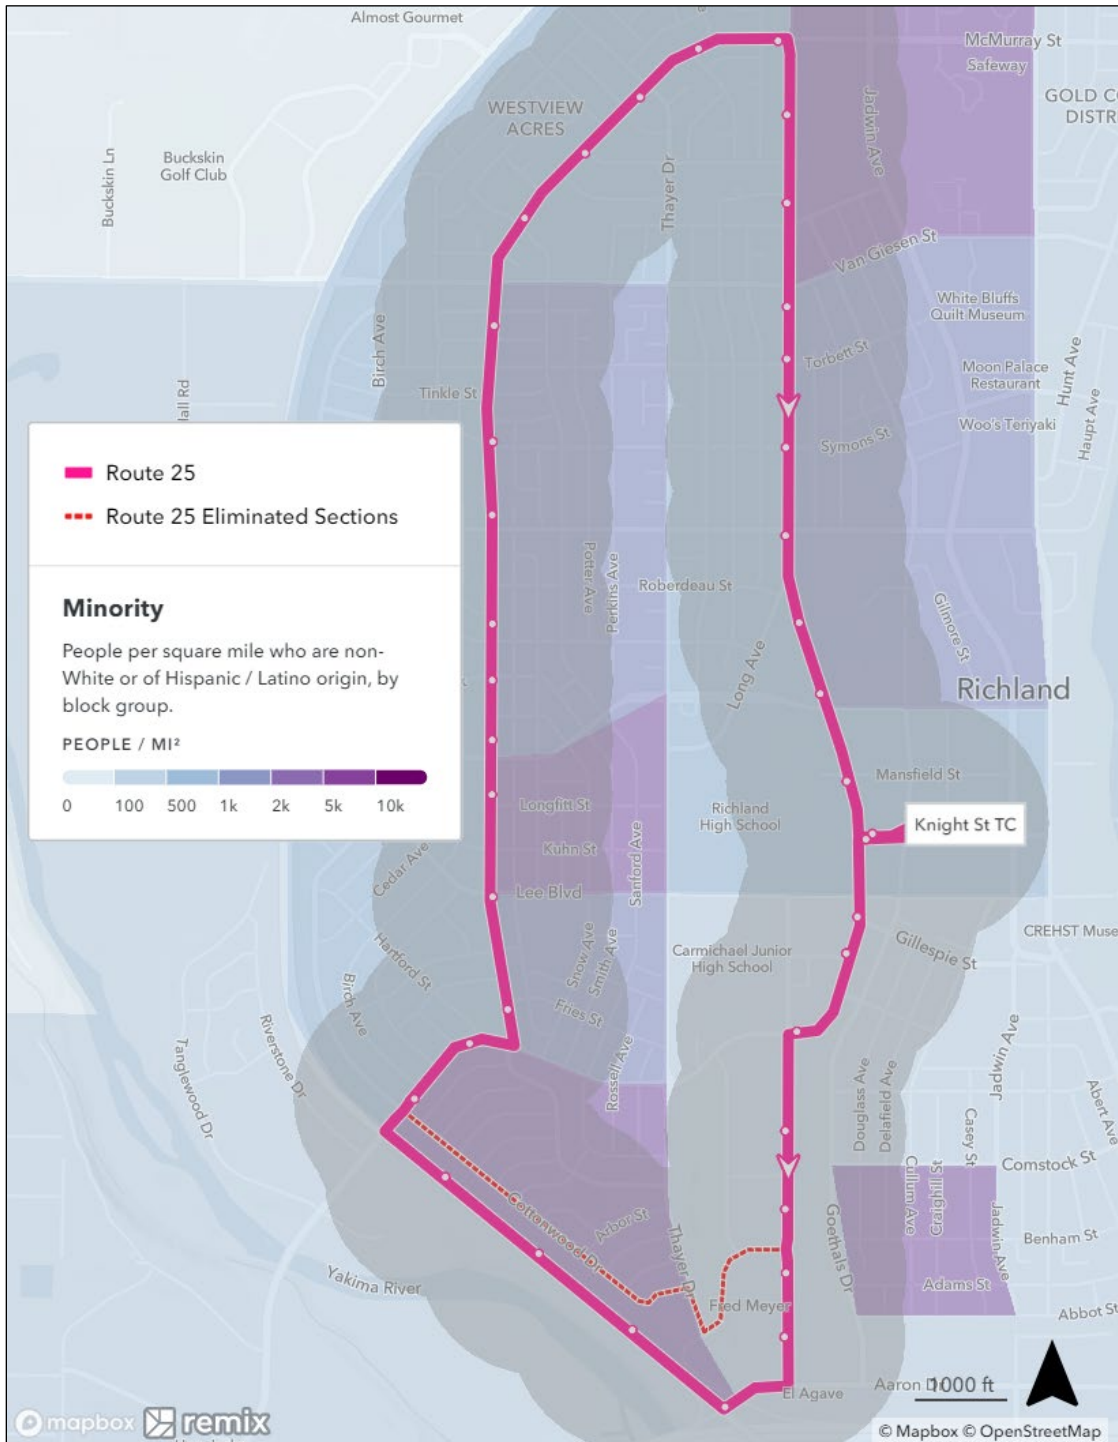 Almost Gourmet
McMurray St
Safeway
GOLD CO
DISTR
WESTVIEW
ACRES
Jadwin Ave
Buckskin
Golf Club
Buckskin Ln
Thayer Dr
Van Giesen St
White Bluffs
Quilt Museum
Birch Ave
Torbett St
Hunt Ave
Moon Palace
Restaurant
Tinkle St
Haupt Ave
Woo's Teriyaki
Symons St
lall Rd
Route 25
Route 25 Eliminated Sections
Minority
People per square mile who are non-
White or of Hispanic / Latino origin, by
block group.
PEOPLE / MI²
0 100 500 1k 2k 5k 10k
Potter Ave
Perkins Ave
Roberdeau St
Gilmore St
Long Ave
Richland
Mansfield St
Longfitt St
Richland
High School
Knight St TC
Kuhn St
Sanford Ave
Cedar Ave
Lee Blvd
Hartford St
Snow Ave
Smith Ave
Carmichael Junior
High School
Gillespie St
CREHST Muse
Birch Ave
Fries St
Riverstone Dr
Tanglewood Dr
Rossell Ave
Douglass Ave
Delafield Ave
Jadwin Ave
Casey St
Abert Ave
Comstock St
Cullum Ave
Craighill St
Cottonwood Dr
Arbor St
Thayer Dr
Goethals Dr
Jadwin Ave
Benham St
Yakima River
Fred Meyer
Adams St
Abbot St
El Agave
Aaron Dr
1000 ft
mapbox remix
© Mapbox © OpenStreetMap